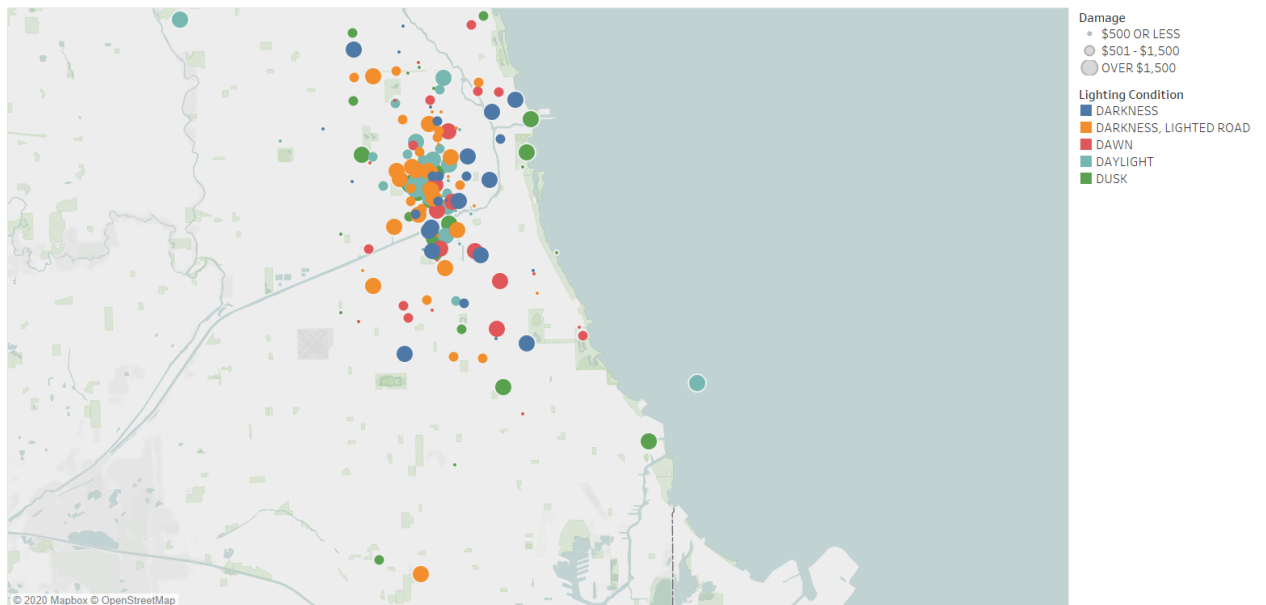 Damage
$500 OR LESS
$501 - $1,500
OVER $1,500
Lighting Condition
DARKNESS
DARKNESS, LIGHTED ROAD
DAWN
DAYLIGHT
DUSK
© 2020 Mapbox © OpenStreetMap